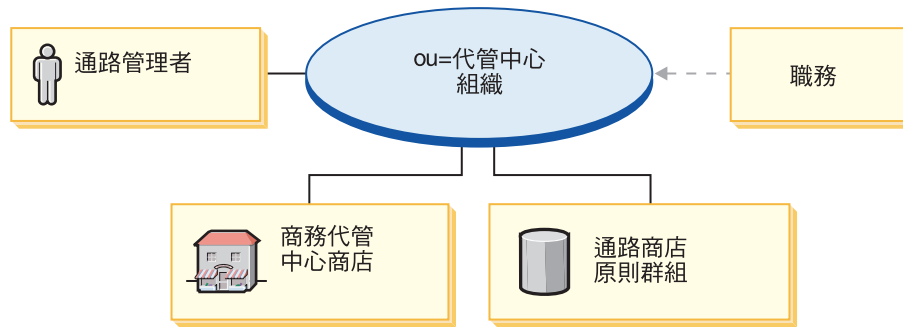 通路管理者
ou=代管中心
組織
職務
商務代管
中心商店
通路商店
原則群組